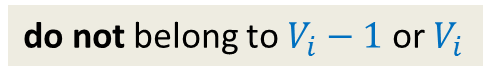 do not belong to Vᵢ − 1 or Vᵢ